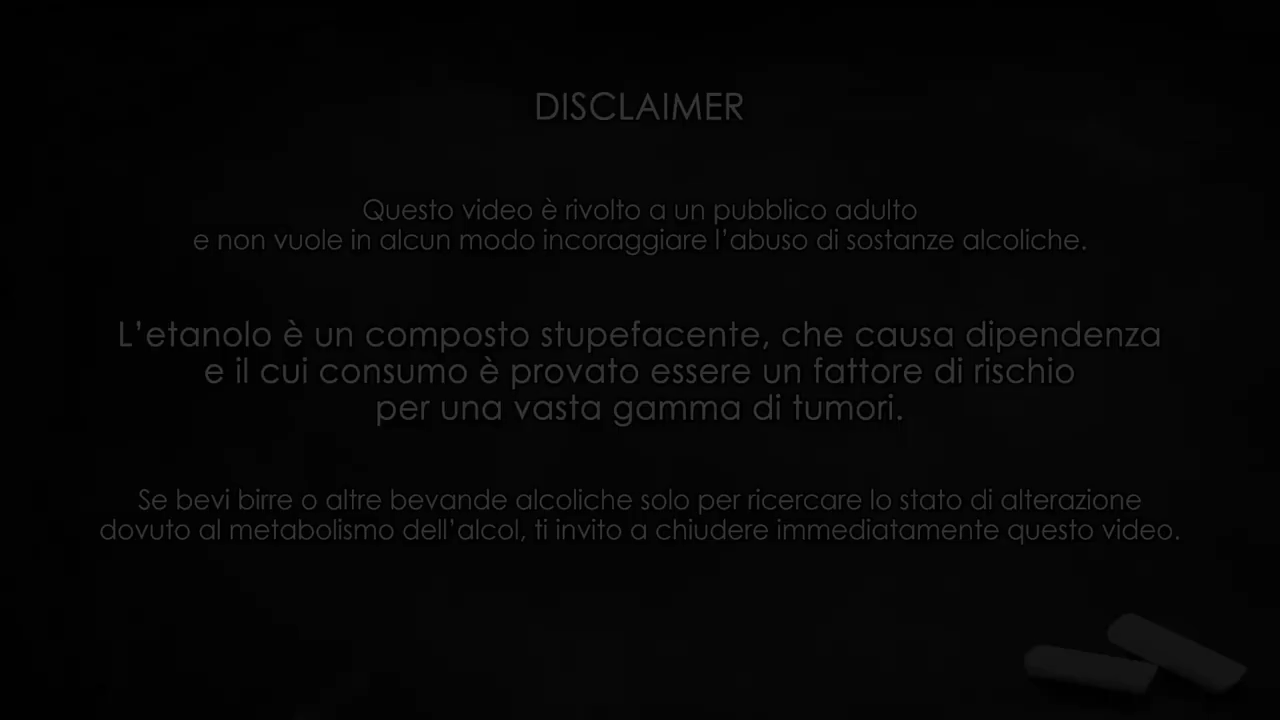 DISCLAIMER
Questo video è rivolto a un pubblico adulto
e non vuole in alcun modo incoraggiare l’abuso di sostanze alcoliche.
L’etanolo è un composto stupefacente, che causa dipendenza
e il cui consumo è provato essere un fattore di rischio
per una vasta gamma di tumori.
Se bevi birre o altre bevande alcoliche solo per ricercare lo stato di alterazione
dovuto al metabolismo dell’alcol, ti invito a chiudere immediatamente questo video.